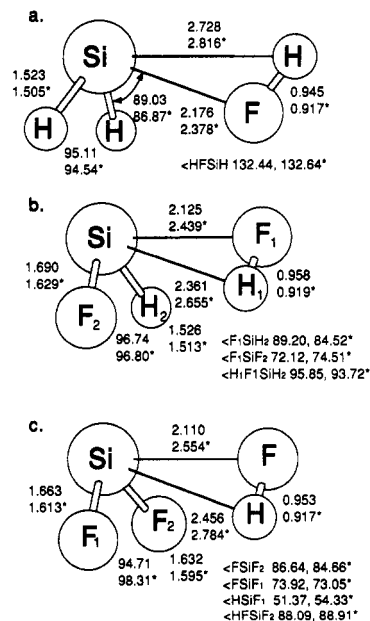 a.
Si
2.728
2.816*
H
1.523
1.505*
89.03
86.87*
2.176
2.378*
F
0.945
0.917*
H
H
95.11
94.54*
<HFSiH 132.44, 132.64*
b.
Si
2.125
2.439*
F1
1.690
1.629*
2.361
2.655*
H1
0.958
0.919*
F2
H2
96.74
96.80*
1.526
1.513*
<F1SiH2 89.20, 84.52*
<F1SiF2 72.12, 74.51*
<H1F1SiH2 95.85, 93.72*
c.
Si
2.110
2.554*
F
1.663
1.613*
F2
2.456
2.784*
H
0.953
0.917*
F1
94.71
98.31*
1.632
1.595*
<FSiF2 86.64, 84.66*
<FSiF1 73.92, 73.05*
<HSiF1 51.37, 54.33*
<HFSiF2 88.09, 88.91*